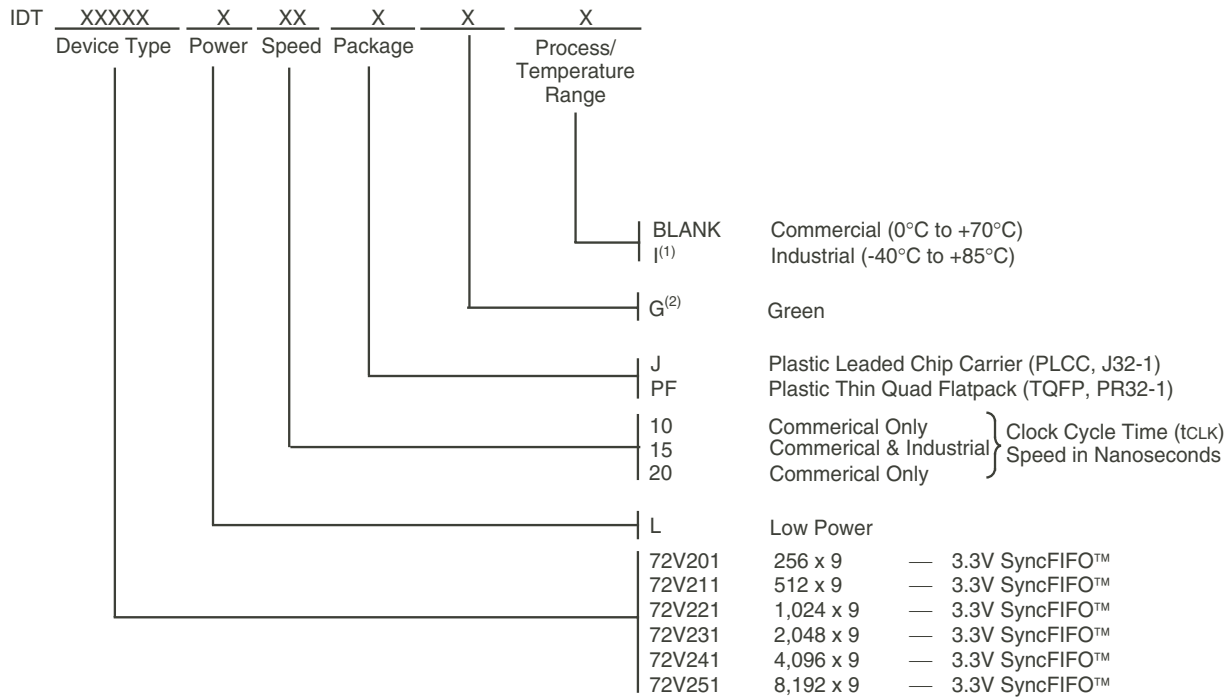 IDT XXXXX X XX X X X
Device Type Power Speed Package Process/
Temperature
Range
BLANK Commercial (0°C to +70°C)
I(1) Industrial (-40°C to +85°C)
G(2) Green
J Plastic Leaded Chip Carrier (PLCC, J32-1)
PF Plastic Thin Quad Flatpack (TQFP, PR32-1)
10 Commerical Only
15 Commerical & Industrial
20 Commerical Only
Clock Cycle Time (tCLK)
Speed in Nanoseconds
L Low Power
72V201 256 x 9 — 3.3V SyncFIFO™
72V211 512 x 9 — 3.3V SyncFIFO™
72V221 1,024 x 9 — 3.3V SyncFIFO™
72V231 2,048 x 9 — 3.3V SyncFIFO™
72V241 4,096 x 9 — 3.3V SyncFIFO™
72V251 8,192 x 9 — 3.3V SyncFIFO™